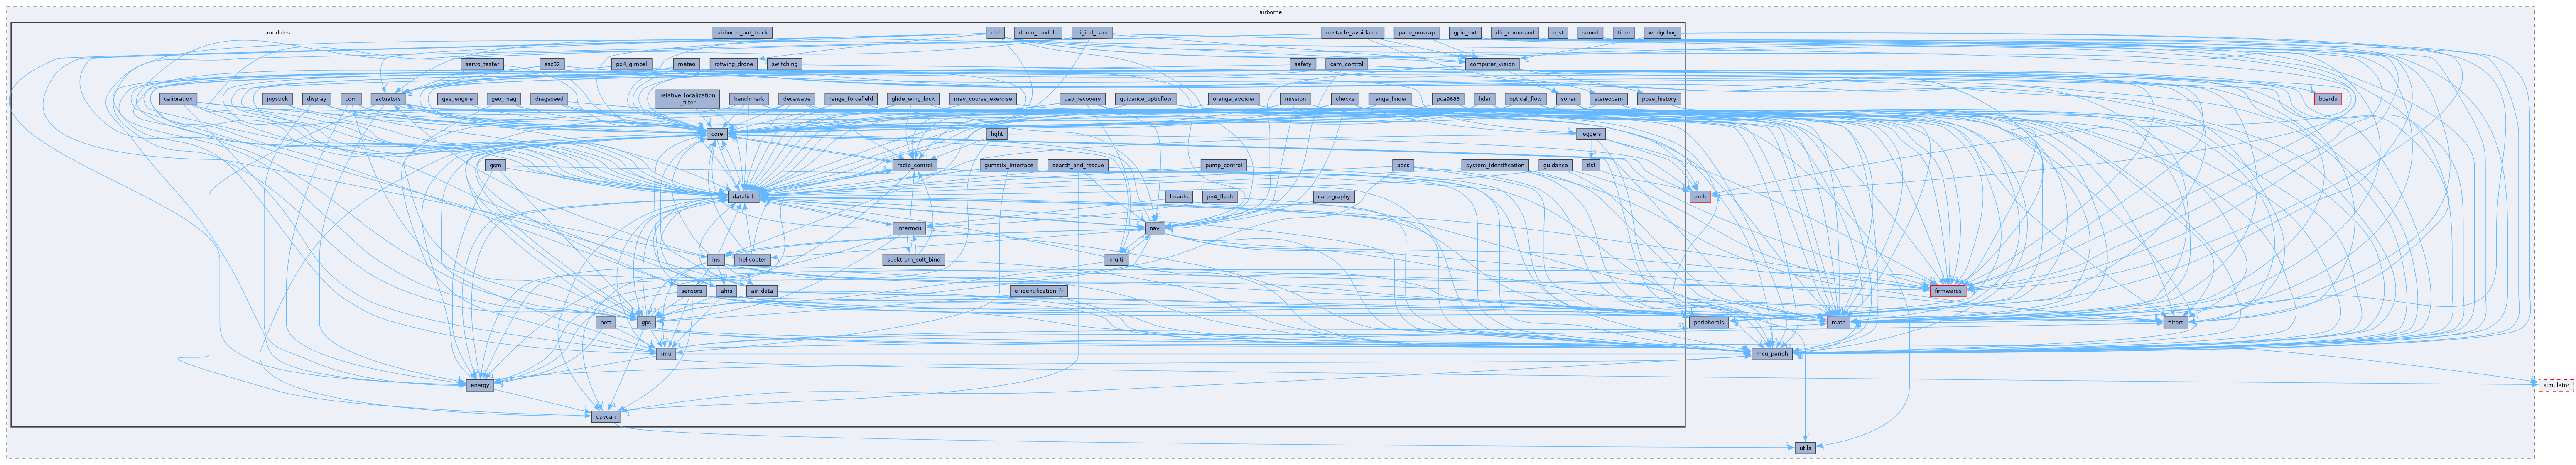 airborne
modules
airborne_ant_track
ctrl
demo_module
digital_cam
obstacle_avoidance
pano_unwrap
gpio_ext
dfu_command
rust
sound
time
wedgebug
servo_tester
esc32
px4_gimbal
meteo
rotwing_drone
switching
safety
cam_control
computer_vision
calibration
joystick
display
com
actuators
gas_engine
geo_mag
dragspeed
relative_localization
_filter
benchmark
decawave
range_forcefield
glide_wing_lock
mav_course_exercise
uav_recovery
guidance_opticflow
orange_avoider
mission
checks
range_finder
pca9685
lidar
optical_flow
sonar
stereocam
pose_history
boards
core
light
loggers
gsm
radio_control
gumstix_interface
search_and_rescue
pump_control
adcs
system_identification
guidance
tlsf
datalink
boards
px4_flash
cartography
arch
intermcu
nav
ins
helicopter
spektrum_soft_bind
multi
sensors
ahrs
air_data
e_identification_fr
firmwares
hott
gps
peripherals
math
filters
imu
mcu_periph
energy
simulator
uavcan
utils